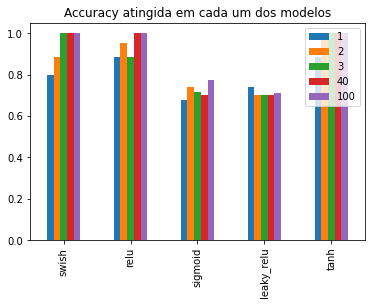 Accuracy atingida em cada um dos modelos
1.0
0.8
0.6
0.4
0.2
0.0
1
2
3
40
100
swish
relu
sigmoid
leaky_relu
tanh